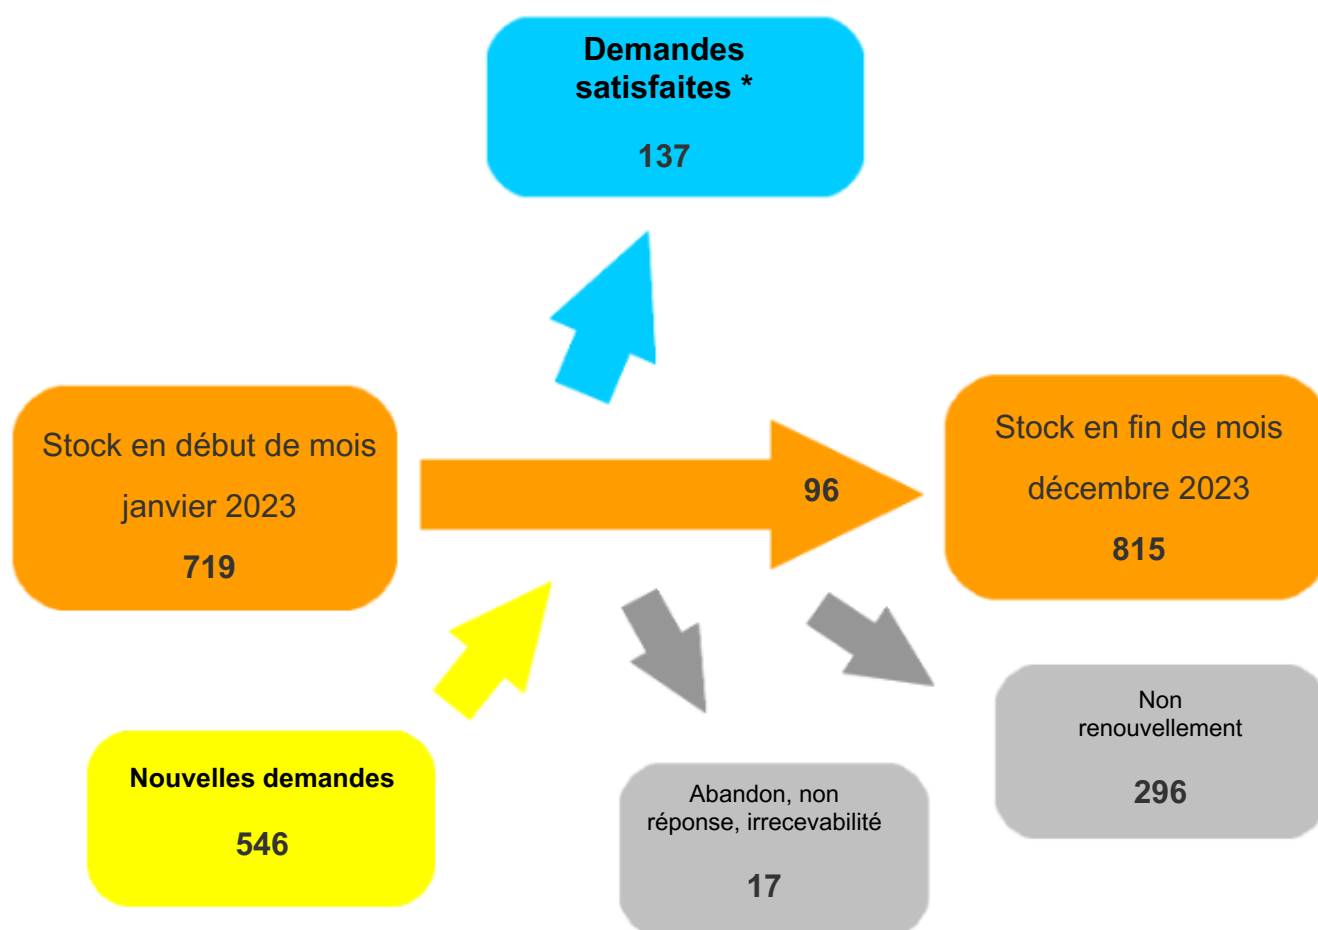 Demandes
satisfaites *
137
Stock en début de mois
janvier 2023
719
96
Stock en fin de mois
décembre 2023
815
Nouvelles demandes
546
Abandon, non
réponse, irrecevabilité
17
Non
renouvellement
296